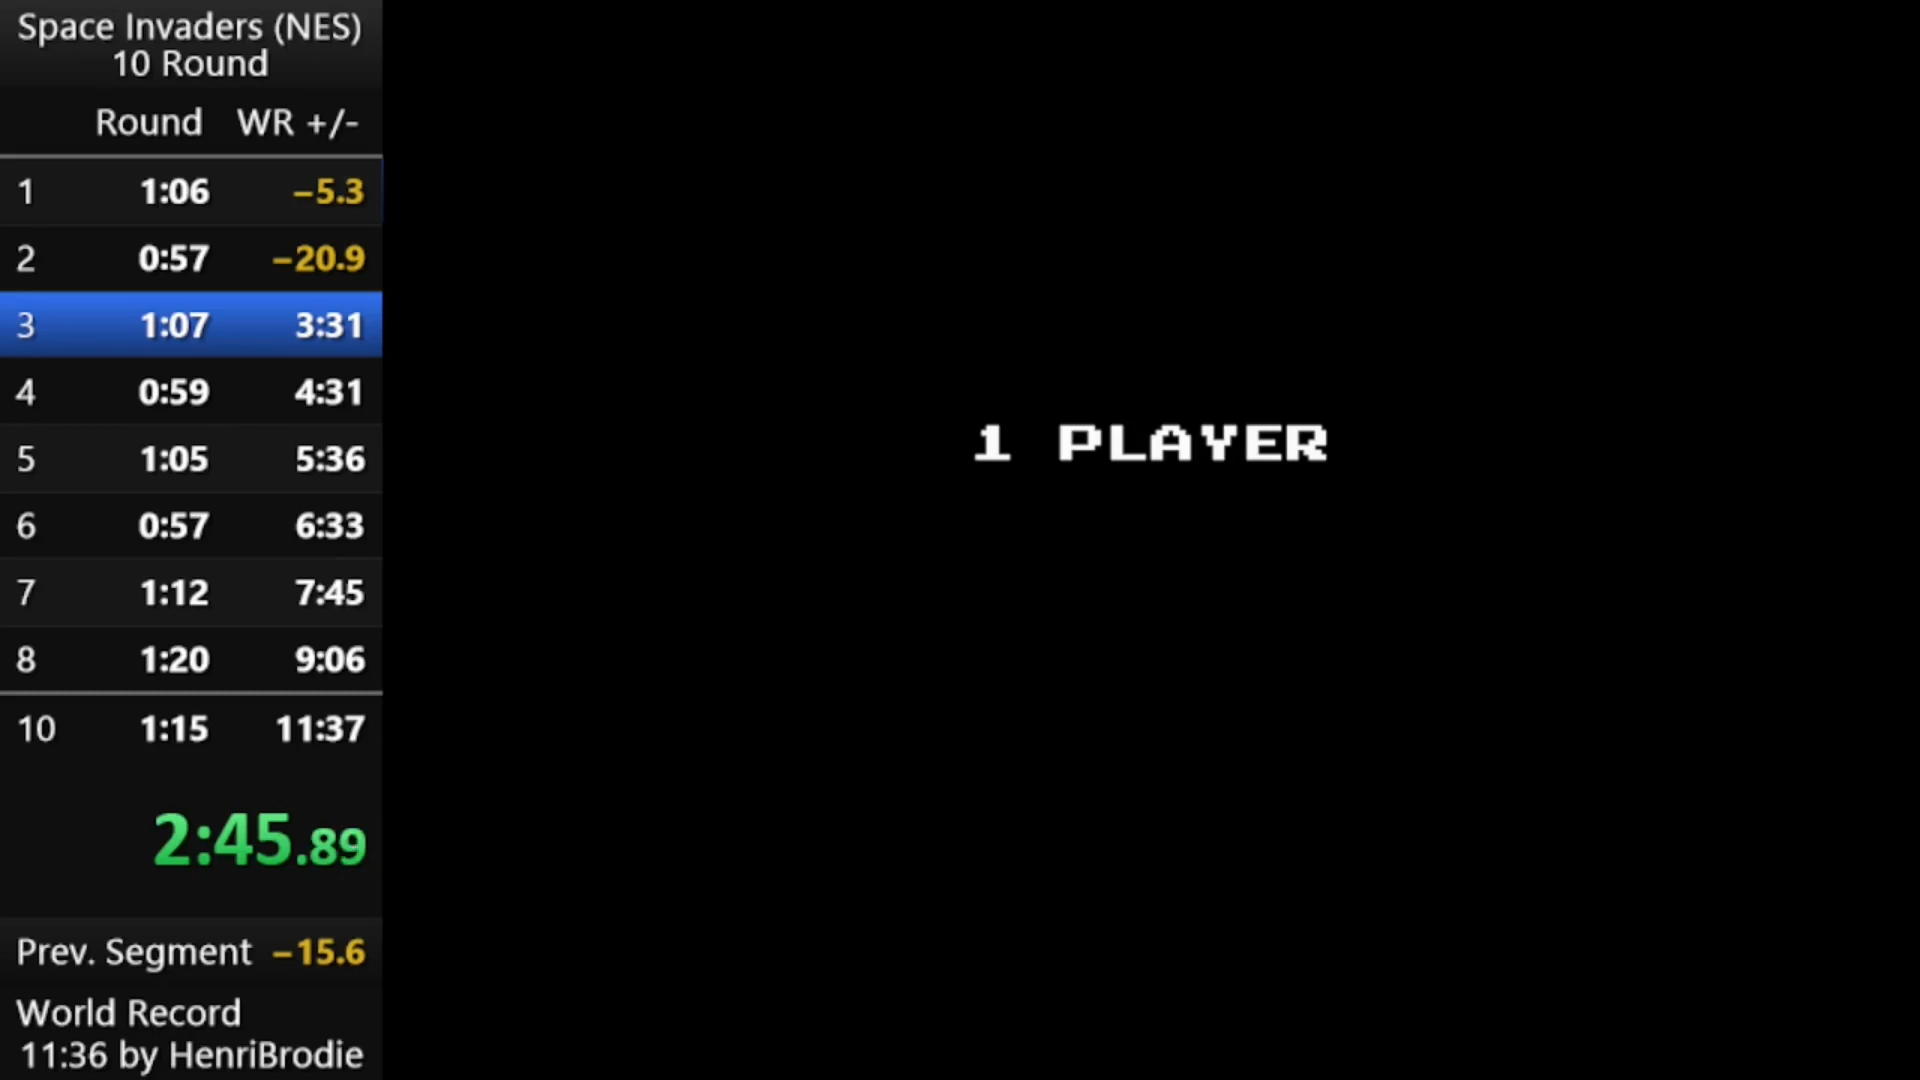 Space Invaders (NES)
10 Round
Round WR +/-
1 1:06 −5.3
2 0:57 −20.9
3 1:07 3:31
4 0:59 4:31
5 1:05 5:36
6 0:57 6:33
7 1:12 7:45
8 1:20 9:06
10 1:15 11:37
2:45.89
Prev. Segment −15.6
World Record
11:36 by HenriBrodie
1 PLAYER